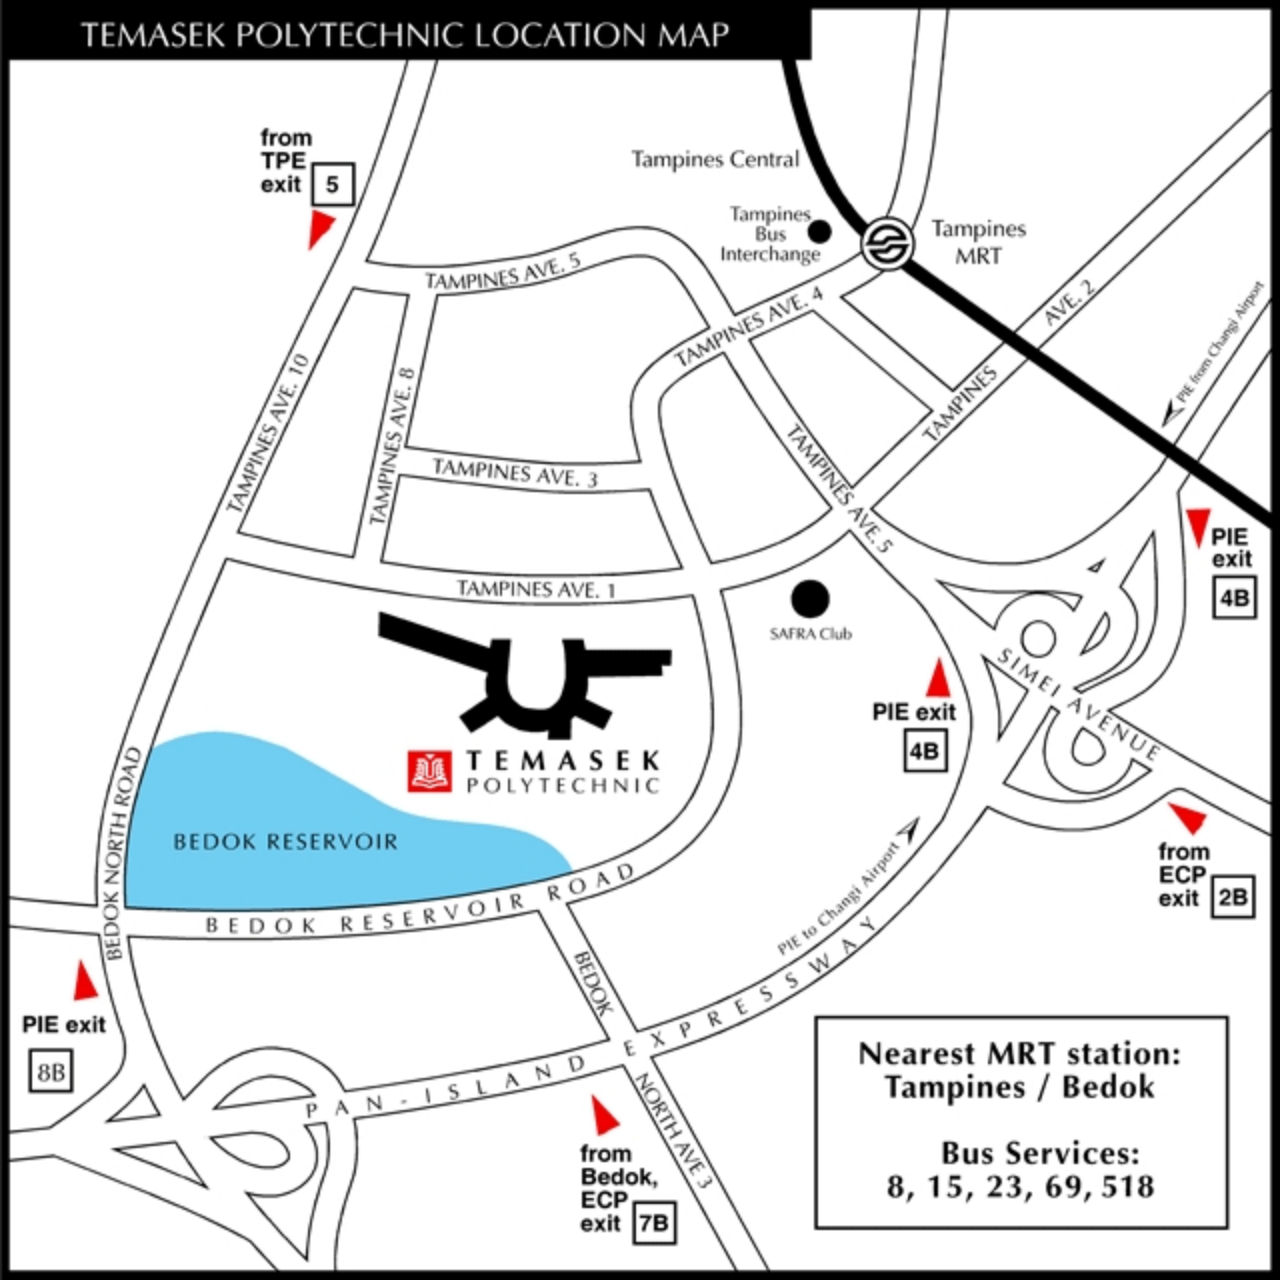 TEMASEK POLYTECHNIC LOCATION MAP
from
TPE
exit 5
Tampines Central
Tampines
Bus
Interchange
Tampines
MRT
TAMPINES AVE. 5
TAMPINES AVE. 4
TAMPINES AVE. 2
PIE from Changi Airport
TAMPINES AVE. 10
TAMPINES AVE. 8
TAMPINES AVE. 3
TAMPINES AVE. 5
PIE
exit
4B
TAMPINES AVE. 1
SAFRA Club
SIMEI AVENUE
PIE exit
4B
TEMASEK
POLYTECHNIC
BEDOK NORTH ROAD
BEDOK RESERVOIR
BEDOK RESERVOIR ROAD
PIE to Changi Airport
from
ECP
exit 2B
PIE exit
8B
BEDOK
NORTH AVE 3
PAN-ISLAND EXPRESSWAY
from
Bedok,
ECP
exit 7B
Nearest MRT station:
Tampines / Bedok
Bus Services:
8, 15, 23, 69, 518